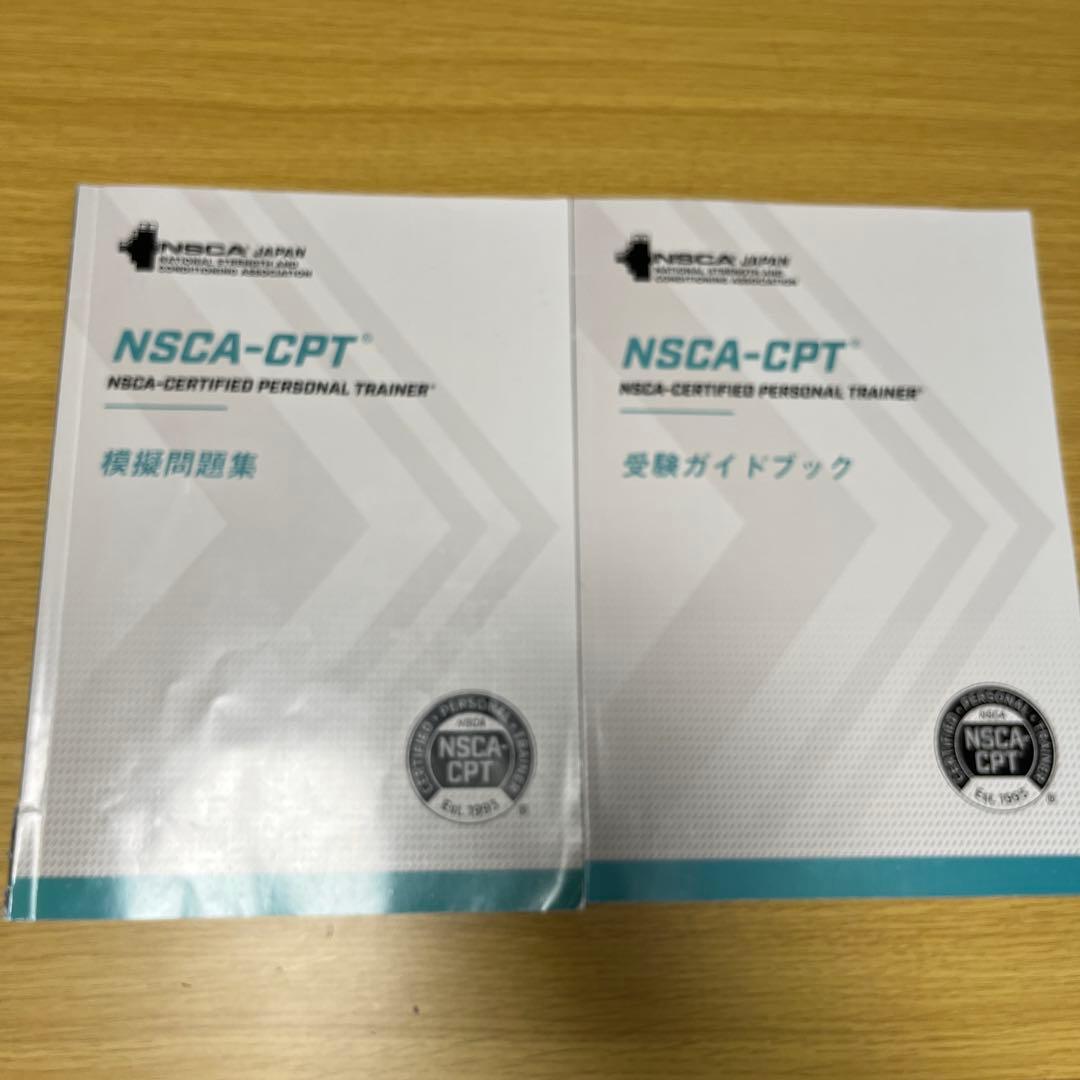 NSCA JAPAN
NATIONAL STRENGTH AND
CONDITIONING ASSOCIATION
NSCA-CPT®
NSCA-CERTIFIED PERSONAL TRAINER®
模擬問題集
CERTIFIED • PERSONAL • TRAINER
NSCA
NSCA-
CPT
Est. 1993
®
NSCA JAPAN
NATIONAL STRENGTH AND
CONDITIONING ASSOCIATION
NSCA-CPT®
NSCA-CERTIFIED PERSONAL TRAINER®
受験ガイドブック
CERTIFIED • PERSONAL • TRAINER
NSCA
NSCA-
CPT
Est. 1993
®